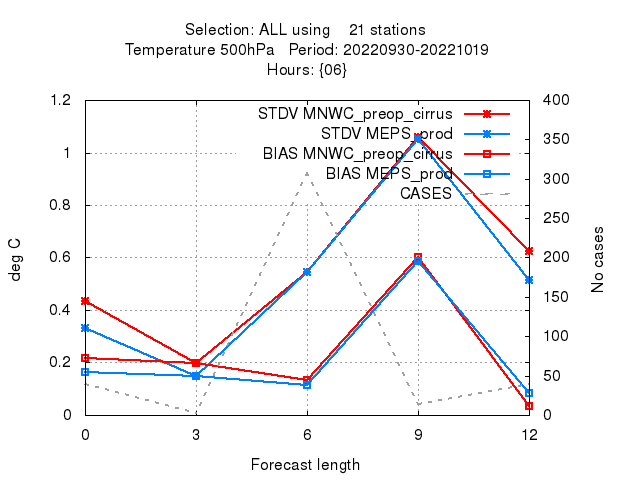 Selection: ALL using 21 stations
Temperature 500hPa Period: 20220930-20221019
Hours: {06}
1.2
1
0.8
0.6
0.4
0.2
0
deg C
STDV MNWC_preop_cirrus
STDV MEPS_prod
BIAS MNWC_preop_cirrus
BIAS MEPS_prod
CASES
400
350
300
250
200
150
100
50
0
No cases
0 3 6 9 12
Forecast length